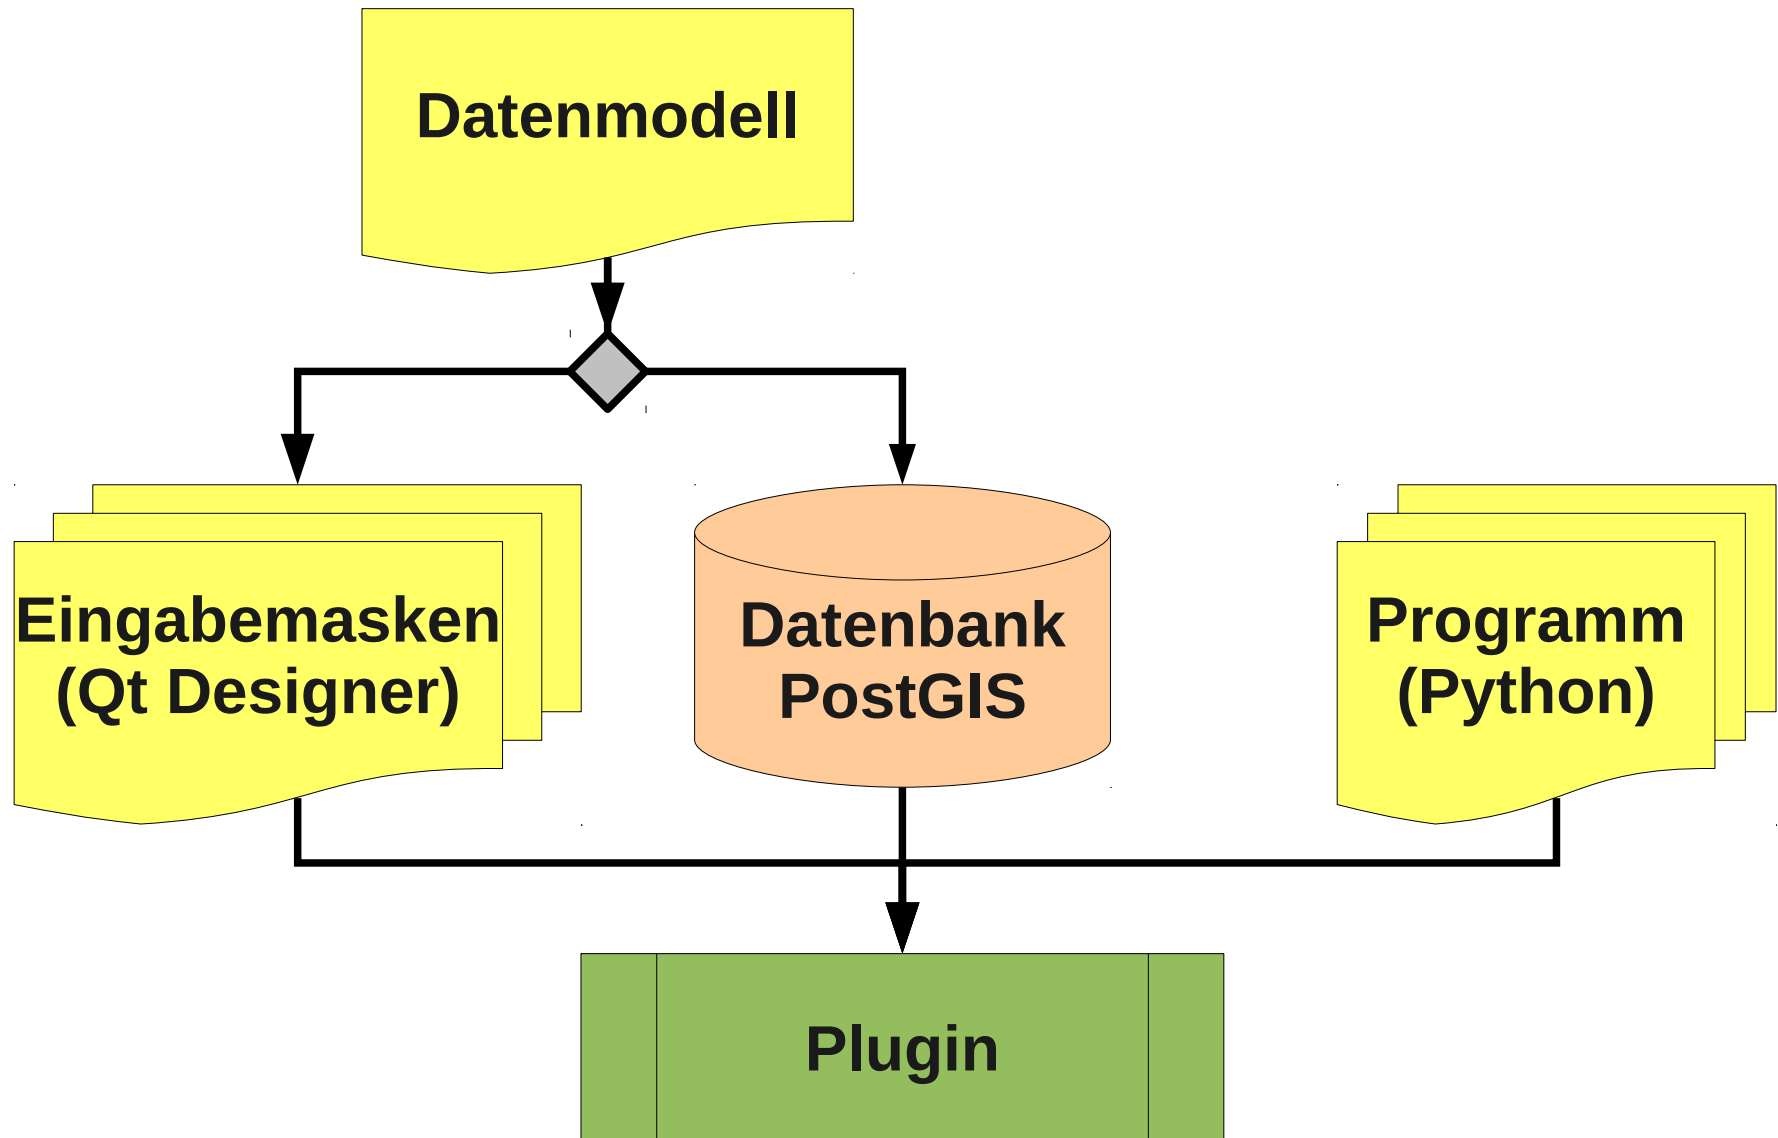 Datenmodell
Eingabemasken
(Qt Designer)
Datenbank
PostGIS
Programm
(Python)
Plugin